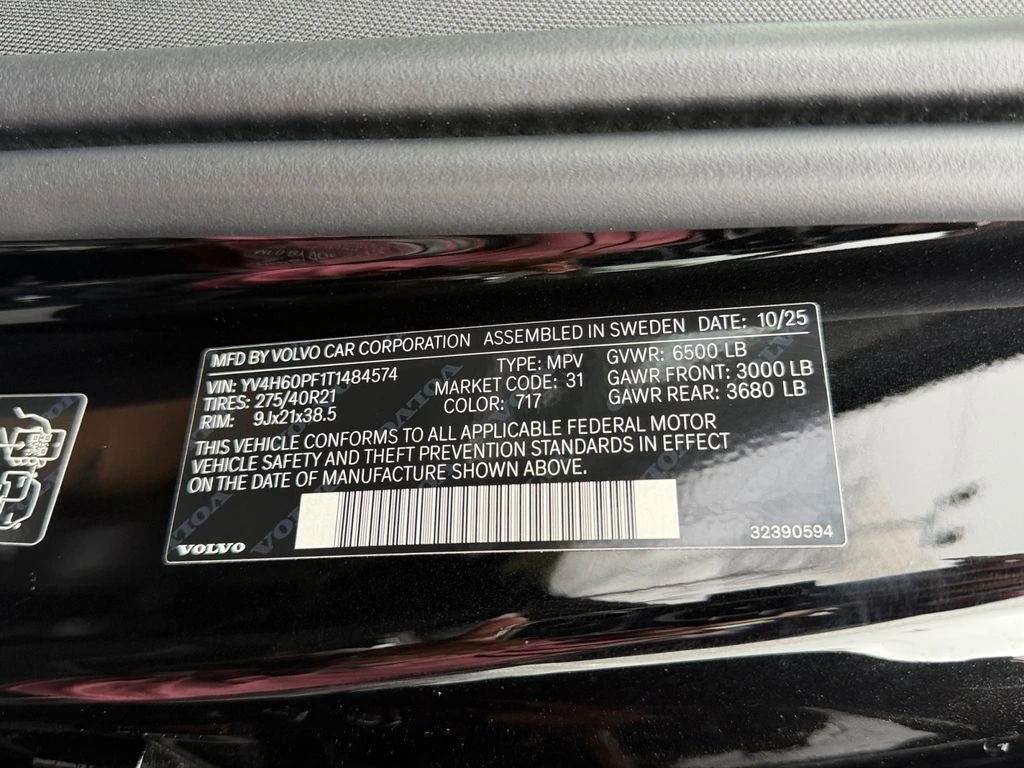 MFD BY VOLVO CAR CORPORATION ASSEMBLED IN SWEDEN DATE: 10/25
VIN: YV4H60PF1T1484574 TYPE: MPV GVWR: 6500 LB
TIRES: 275/40R21 MARKET CODE: 31 GAWR FRONT: 3000 LB
RIM: 9Jx21x38.5 COLOR: 717 GAWR REAR: 3680 LB
THIS VEHICLE CONFORMS TO ALL APPLICABLE FEDERAL MOTOR
VEHICLE SAFETY AND THEFT PREVENTION STANDARDS IN EFFECT
ON THE DATE OF MANUFACTURE SHOWN ABOVE.
VOLVO 32390594